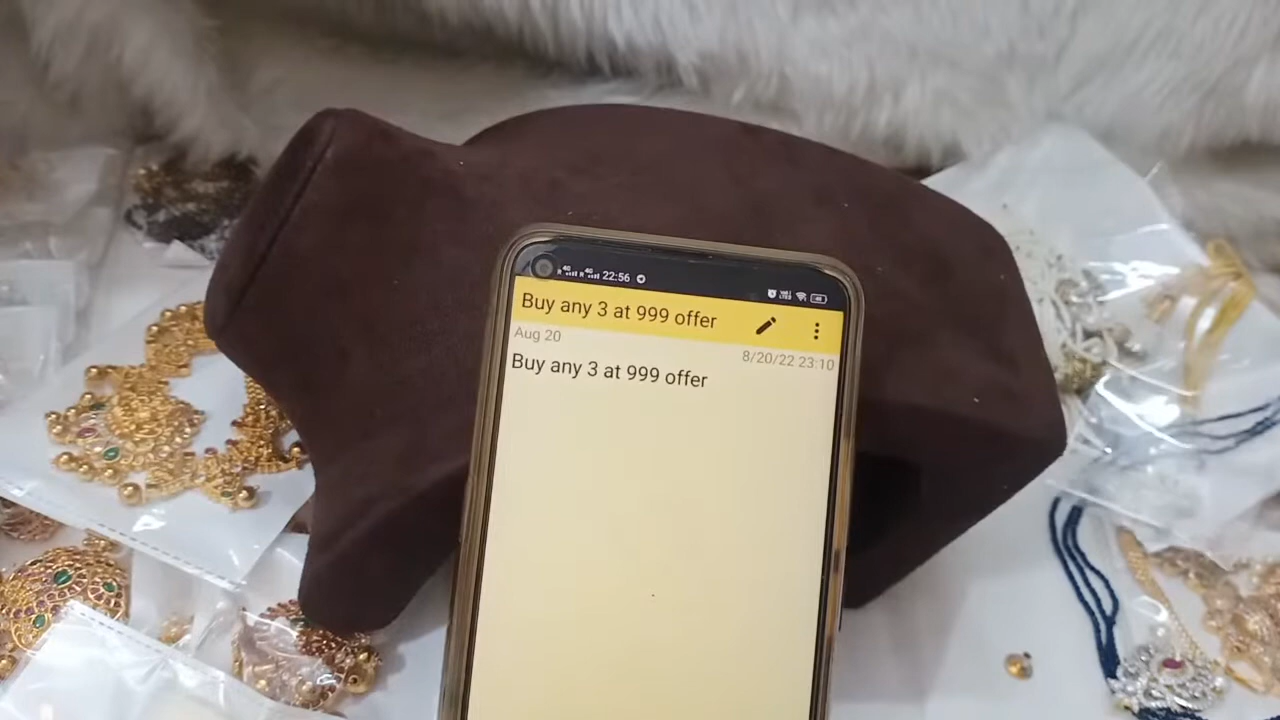 22:56
Buy any 3 at 999 offer
Aug 20
8/20/22 23:10
Buy any 3 at 999 offer